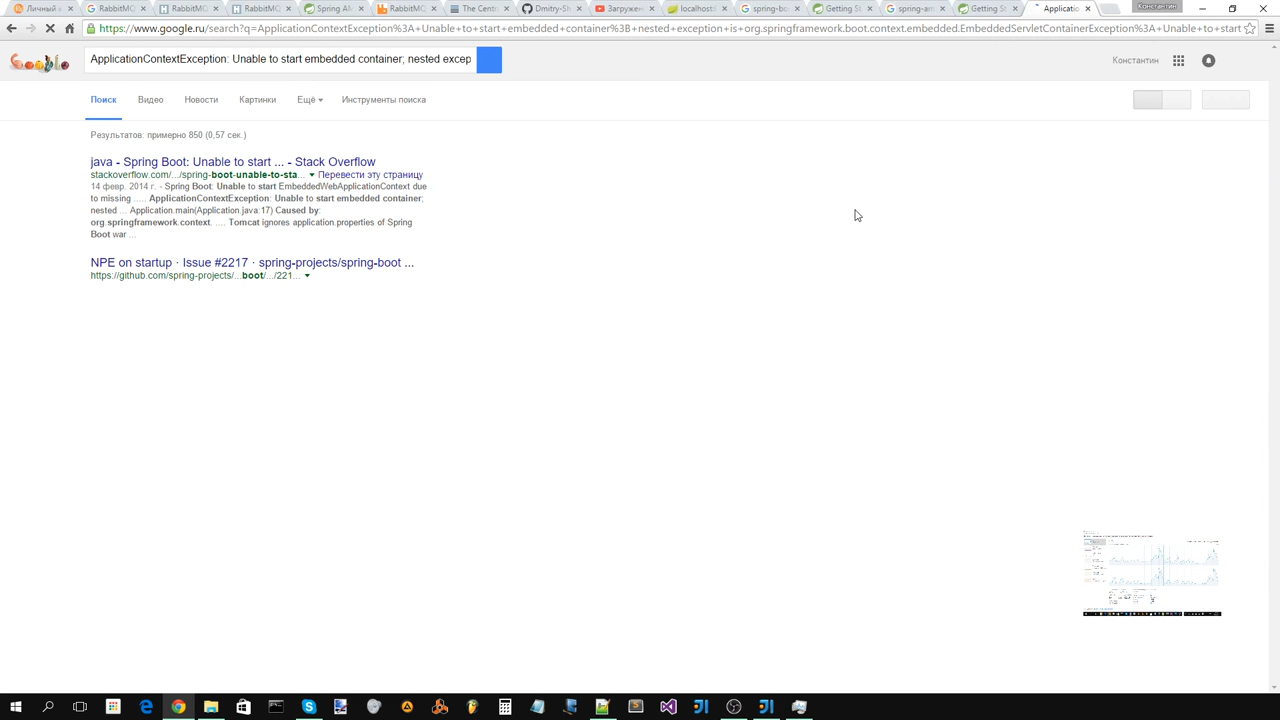 Личный к
RabbitMQ
RabbitM
RabbitM
Spring AM
RabbitMQ
The Centr
Dmitry-Sh
Загружен
localhost:
spring-bo
Getting St
spring-am
Getting St
Applicatio
Константин
https://www.google.ru/search?q=ApplicationContextException%3A+Unable+to+start+embedded+container%3B+nested+exception+is+org.springframework.boot.context.embedded.EmbeddedServletContainerException%3A+Unable+to+start
ApplicationContextException: Unable to start embedded container; nested excep
Константин
Поиск Видео Новости Картинки Ещё Инструменты поиска
Результатов: примерно 850 (0,57 сек.)
java - Spring Boot: Unable to start ... - Stack Overflow
stackoverflow.com/.../spring-boot-unable-to-sta... Перевести эту страницу
14 февр. 2014 г. - Spring Boot: Unable to start EmbeddedWebApplicationContext due
to missing ..... ApplicationContextException: Unable to start embedded container;
nested ... Application.main(Application.java:17) Caused by:
org.springframework.context. .... Tomcat ignores application.properties of Spring
Boot war ...
NPE on startup · Issue #2217 · spring-projects/spring-boot ...
https://github.com/spring-projects/...boot/.../221...